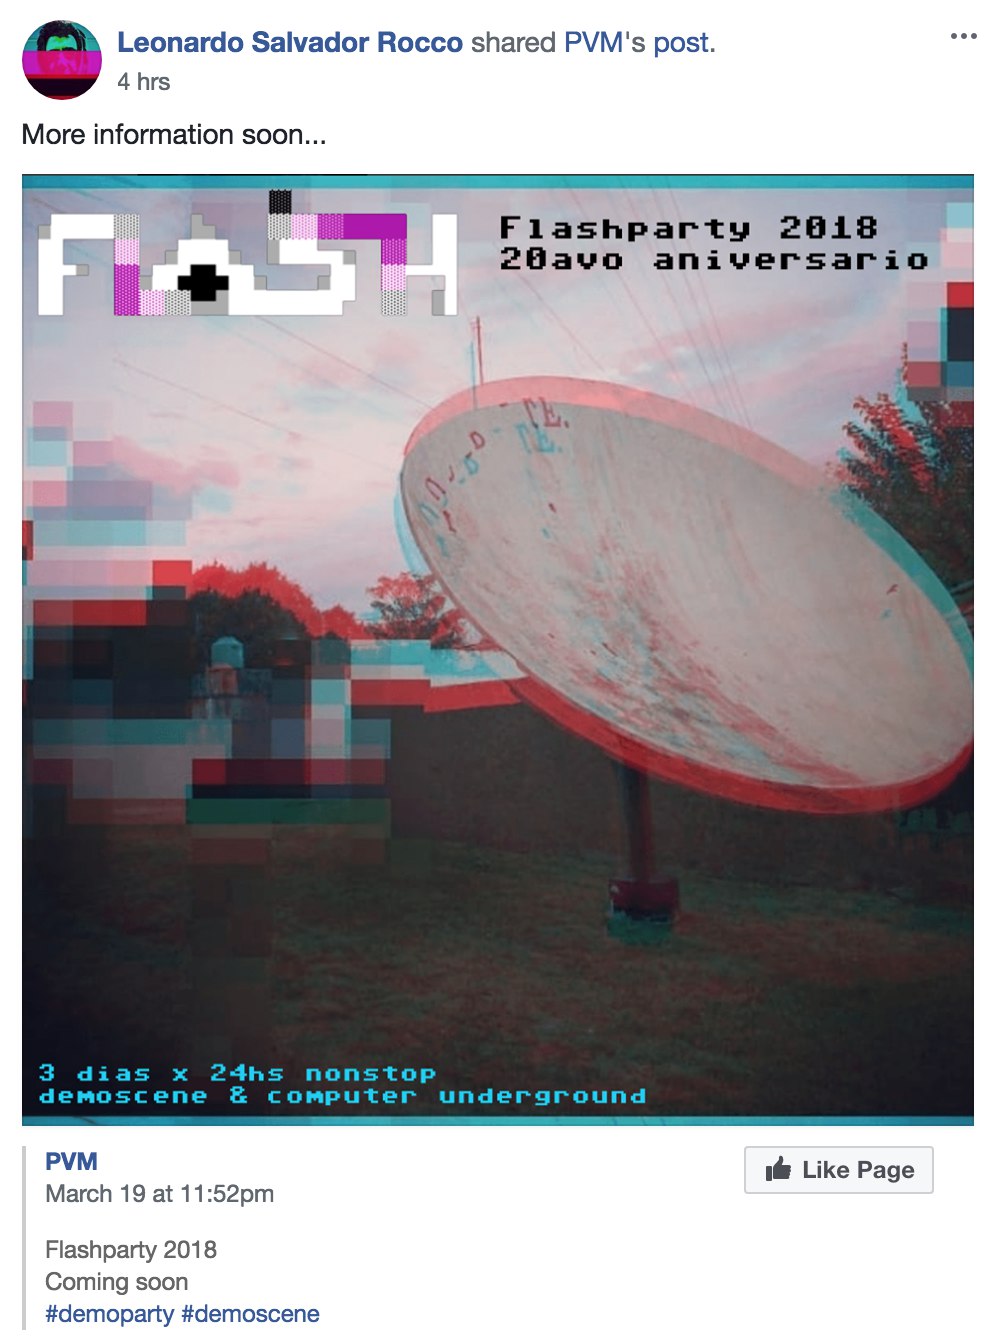 Leonardo Salvador Rocco shared PVM's post.
4 hrs
More information soon...
FLASH
Flashparty 2018
20avo aniversario
TE.
3 dias x 24hs nonstop
demoscene & computer underground
PVM
March 19 at 11:52pm
Like Page
Flashparty 2018
Coming soon
#demoparty #demoscene